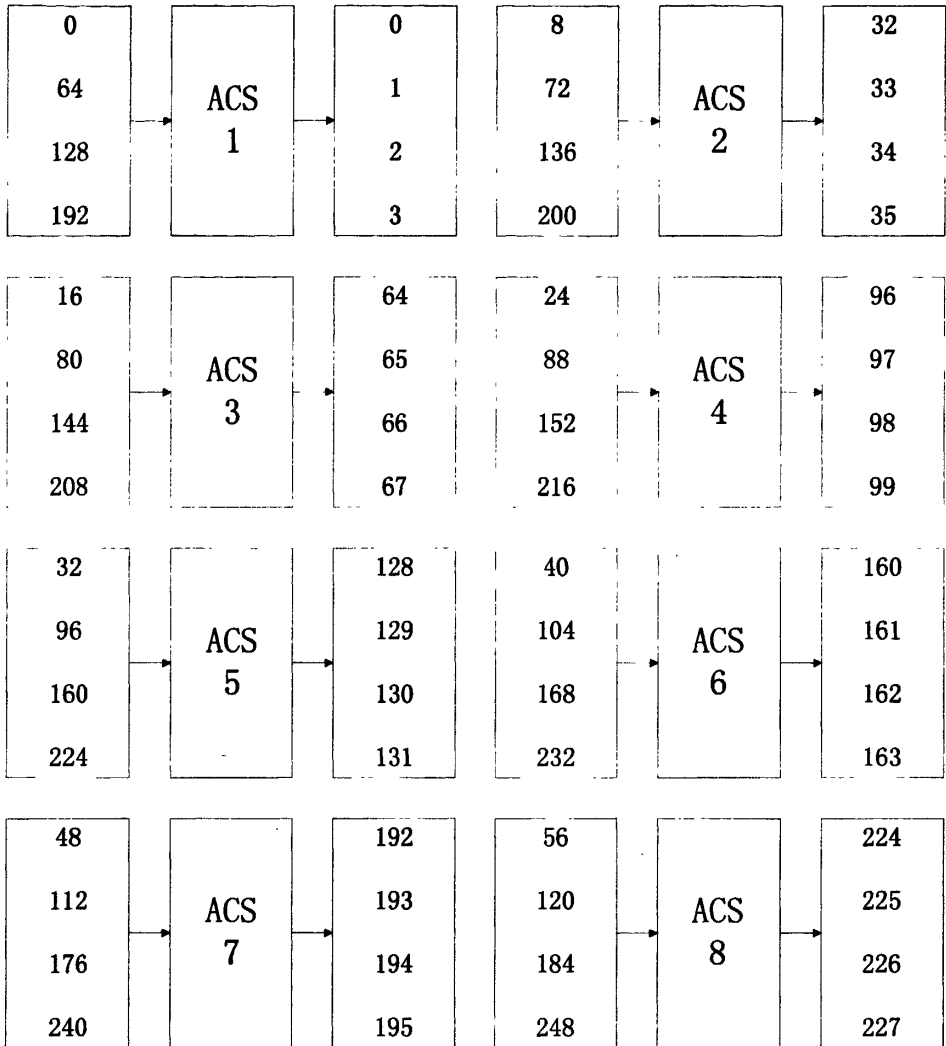 0 0 8 32
64 1 72 33
ACS ACS
1 2
128 2 136 34
192 3 200 35
16 64 24 96
80 65 88 97
ACS ACS
3 4
144 66 152 98
208 67 216 99
32 128 40 160
96 129 104 161
ACS ACS
5 6
160 130 168 162
224 131 232 163
48 192 56 224
112 193 120 225
ACS ACS
7 8
176 194 184 226
240 195 248 227